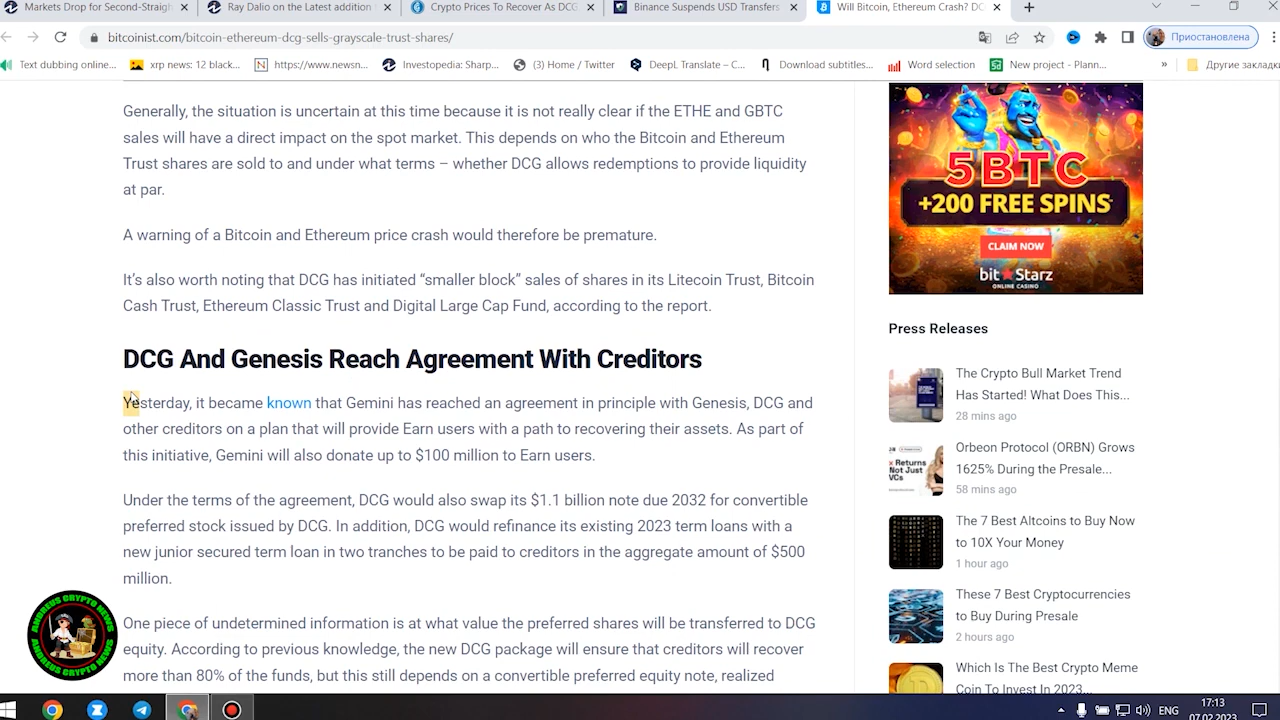 Markets Drop for Second-Straigh
Ray Dalio on the Latest addition
Crypto Prices To Recover As DCG
Binance Suspends USD Transfers
Will Bitcoin, Ethereum Crash? DC
bitcoinist.com/bitcoin-ethereum-dcg-sells-grayscale-trust-shares/
Приостановлена
Text dubbing online...
xrp news: 12 black...
https://www.newsn...
Investopedia: Sharp...
(3) Home / Twitter
DeepL Translate – C...
Download subtitles...
Word selection
New project - Plann...
»
Другие закладки
Generally, the situation is uncertain at this time because it is not really clear if the ETHE and GBTC
sales will have a direct impact on the spot market. This depends on who the Bitcoin and Ethereum
Trust shares are sold to and under what terms – whether DCG allows redemptions to provide liquidity
at par.
A warning of a Bitcoin and Ethereum price crash would therefore be premature.
It's also worth noting that DCG has initiated “smaller block” sales of shares in its Litecoin Trust, Bitcoin
Cash Trust, Ethereum Classic Trust and Digital Large Cap Fund, according to the report.
DCG And Genesis Reach Agreement With Creditors
Yesterday, it became known that Gemini has reached an agreement in principle with Genesis, DCG and
other creditors on a plan that will provide Earn users with a path to recovering their assets. As part of
this initiative, Gemini will also donate up to $100 million to Earn users.
Under the terms of the agreement, DCG would also swap its $1.1 billion note due 2032 for convertible
preferred stock issued by DCG. In addition, DCG would refinance its existing 2023 term loans with a
new junior secured term loan in two tranches to be paid to creditors in the aggregate amount of $500
million.
One piece of undetermined information is at what value the preferred shares will be transferred to DCG
equity. According to previous knowledge, the new DCG package will ensure that creditors will recover
more than 80% of the funds, but this still depends on a convertible preferred equity note, realized
5BTC
+200 FREE SPINS
CLAIM NOW
bit★Starz
ONLINE CASINO
Press Releases
The Crypto Bull Market Trend
Has Started! What Does This...
28 mins ago
Orbeon Protocol (ORBN) Grows
1625% During the Presale...
58 mins ago
x Returns
Not Just
VCs
The 7 Best Altcoins to Buy Now
to 10X Your Money
1 hour ago
These 7 Best Cryptocurrencies
to Buy During Presale
2 hours ago
Which Is The Best Crypto Meme
Coin To Invest In 2023...
ANDREUS CRYPTO NEWS
ANDREUS CRYPTO NEWS
ENG
17:13
07.02.2023